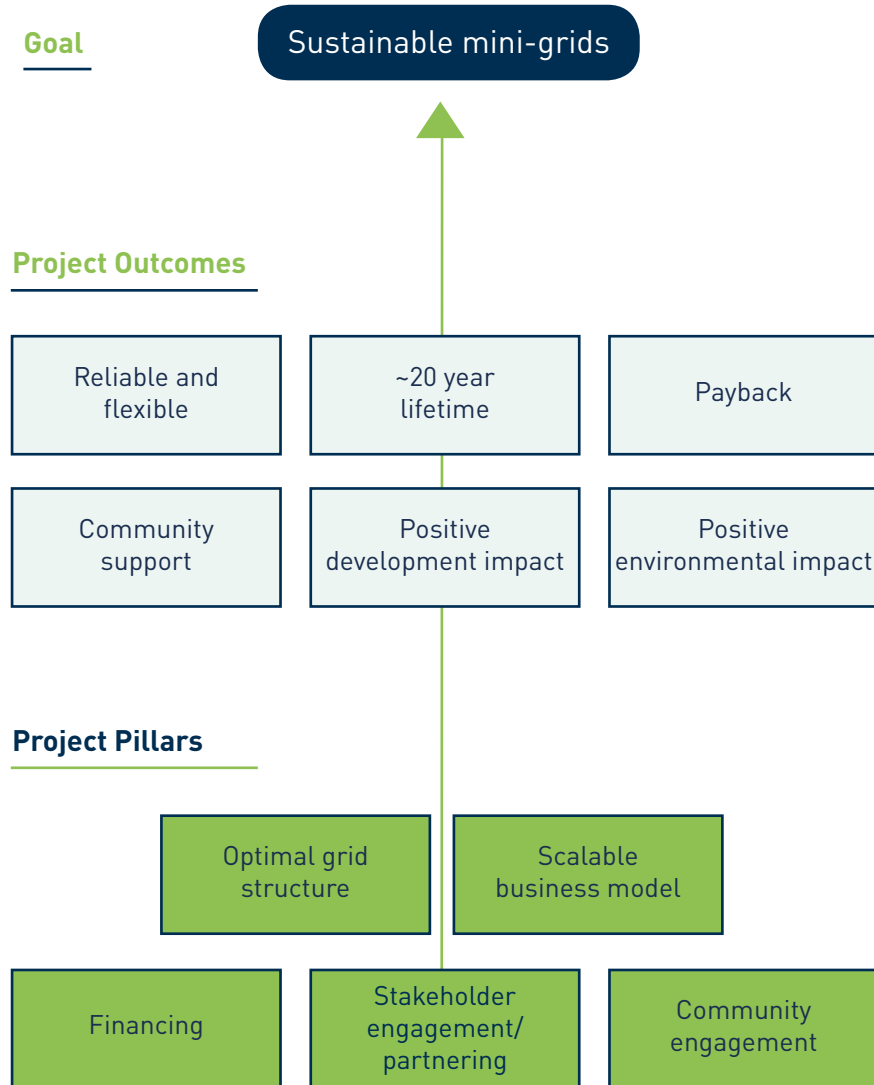 Goal
Sustainable mini-grids
Project Outcomes
Reliable and
flexible
~20 year
lifetime
Payback
Community
support
Positive
development impact
Positive
environmental impact
Project Pillars
Optimal grid
structure
Scalable
business model
Financing
Stakeholder
engagement/
partnering
Community
engagement